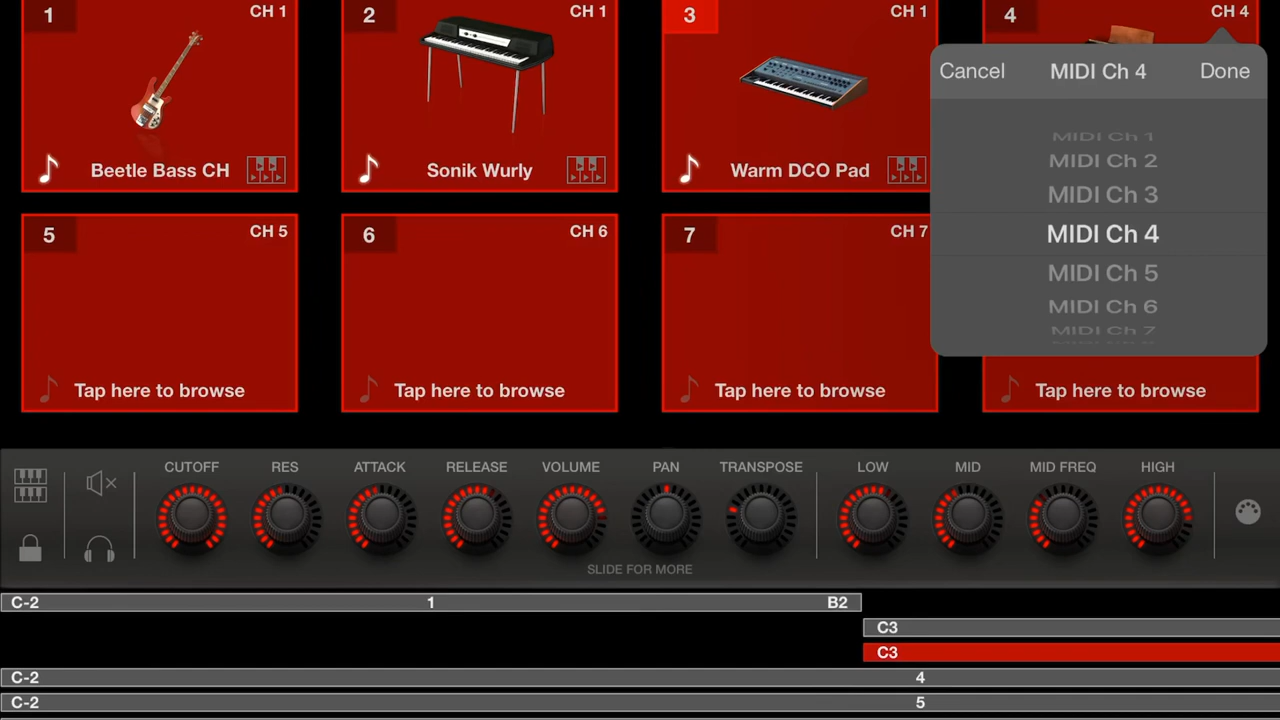 1 CH 1
2 CH 1
3 CH 1
4 CH 4
Cancel MIDI Ch 4 Done
MIDI Ch 1
MIDI Ch 2
MIDI Ch 3
MIDI Ch 4
MIDI Ch 5
MIDI Ch 6
MIDI Ch 7
Beetle Bass CH
Sonik Wurly
Warm DCO Pad
5 CH 5
6 CH 6
7 CH 7
Tap here to browse
Tap here to browse
Tap here to browse
Tap here to browse
CUTOFF RES ATTACK RELEASE VOLUME PAN TRANSPOSE LOW MID MID FREQ HIGH
SLIDE FOR MORE
C-2 1 B2
C3
C3
C-2 4
C-2 5